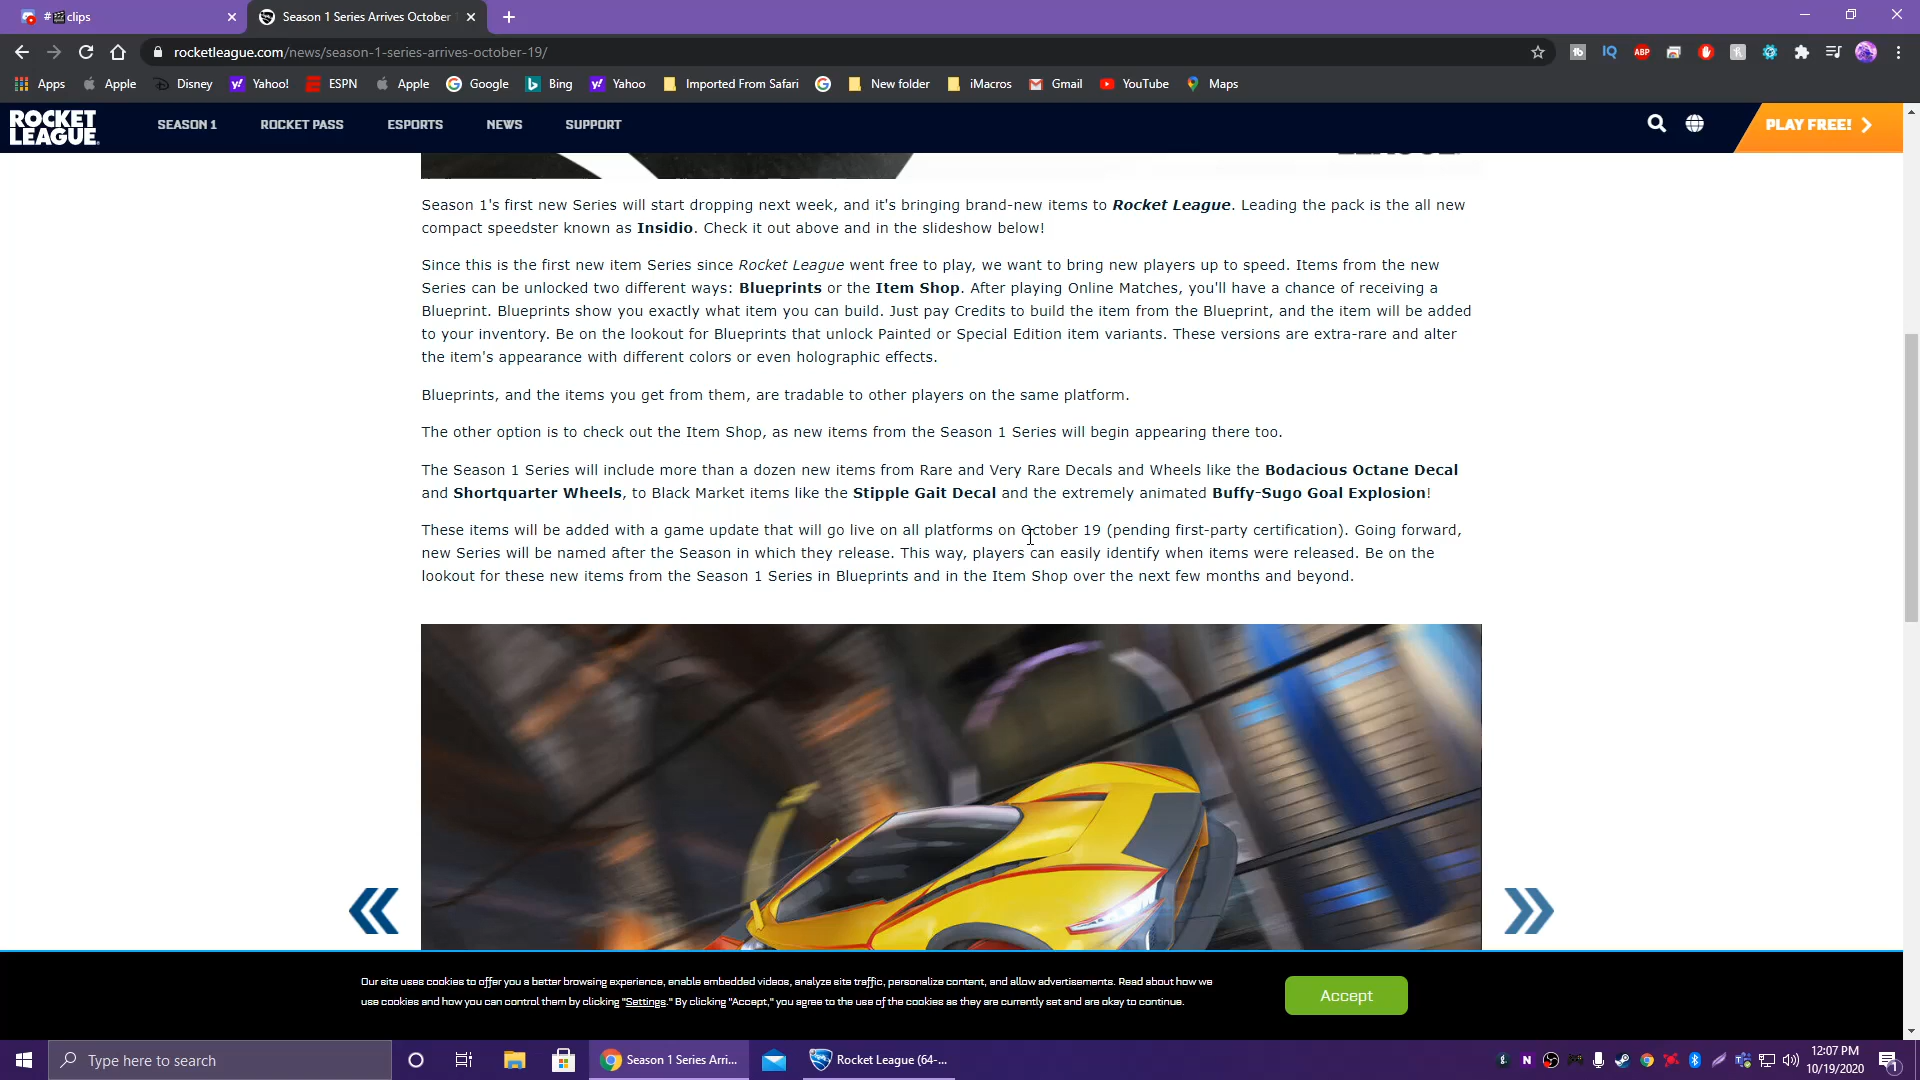 #🎬clips
Season 1 Series Arrives October
rocketleague.com/news/season-1-series-arrives-october-19/
Apps Apple Disney Yahoo! ESPN Apple Google Bing Yahoo Imported From Safari New folder iMacros Gmail YouTube Maps
ROCKET LEAGUE
SEASON 1 ROCKET PASS ESPORTS NEWS SUPPORT
PLAY FREE!
Season 1's first new Series will start dropping next week, and it's bringing brand-new items to Rocket League. Leading the pack is the all new
compact speedster known as Insidio. Check it out above and in the slideshow below!
Since this is the first new item Series since Rocket League went free to play, we want to bring new players up to speed. Items from the new
Series can be unlocked two different ways: Blueprints or the Item Shop. After playing Online Matches, you'll have a chance of receiving a
Blueprint. Blueprints show you exactly what item you can build. Just pay Credits to build the item from the Blueprint, and the item will be added
to your inventory. Be on the lookout for Blueprints that unlock Painted or Special Edition item variants. These versions are extra-rare and alter
the item's appearance with different colors or even holographic effects.
Blueprints, and the items you get from them, are tradable to other players on the same platform.
The other option is to check out the Item Shop, as new items from the Season 1 Series will begin appearing there too.
The Season 1 Series will include more than a dozen new items from Rare and Very Rare Decals and Wheels like the Bodacious Octane Decal
and Shortquarter Wheels, to Black Market items like the Stipple Gait Decal and the extremely animated Buffy-Sugo Goal Explosion!
These items will be added with a game update that will go live on all platforms on October 19 (pending first-party certification). Going forward,
new Series will be named after the Season in which they release. This way, players can easily identify when items were released. Be on the
lookout for these new items from the Season 1 Series in Blueprints and in the Item Shop over the next few months and beyond.
Our site uses cookies to offer you a better browsing experience, enable embedded videos, analyze site traffic, personalize content, and allow advertisements. Read about how we
use cookies and how you can control them by clicking "Settings." By clicking "Accept," you agree to the use of the cookies as they are currently set and are okay to continue.
Accept
Type here to search
Season 1 Series Arri...
Rocket League (64-...
12:07 PM
10/19/2020